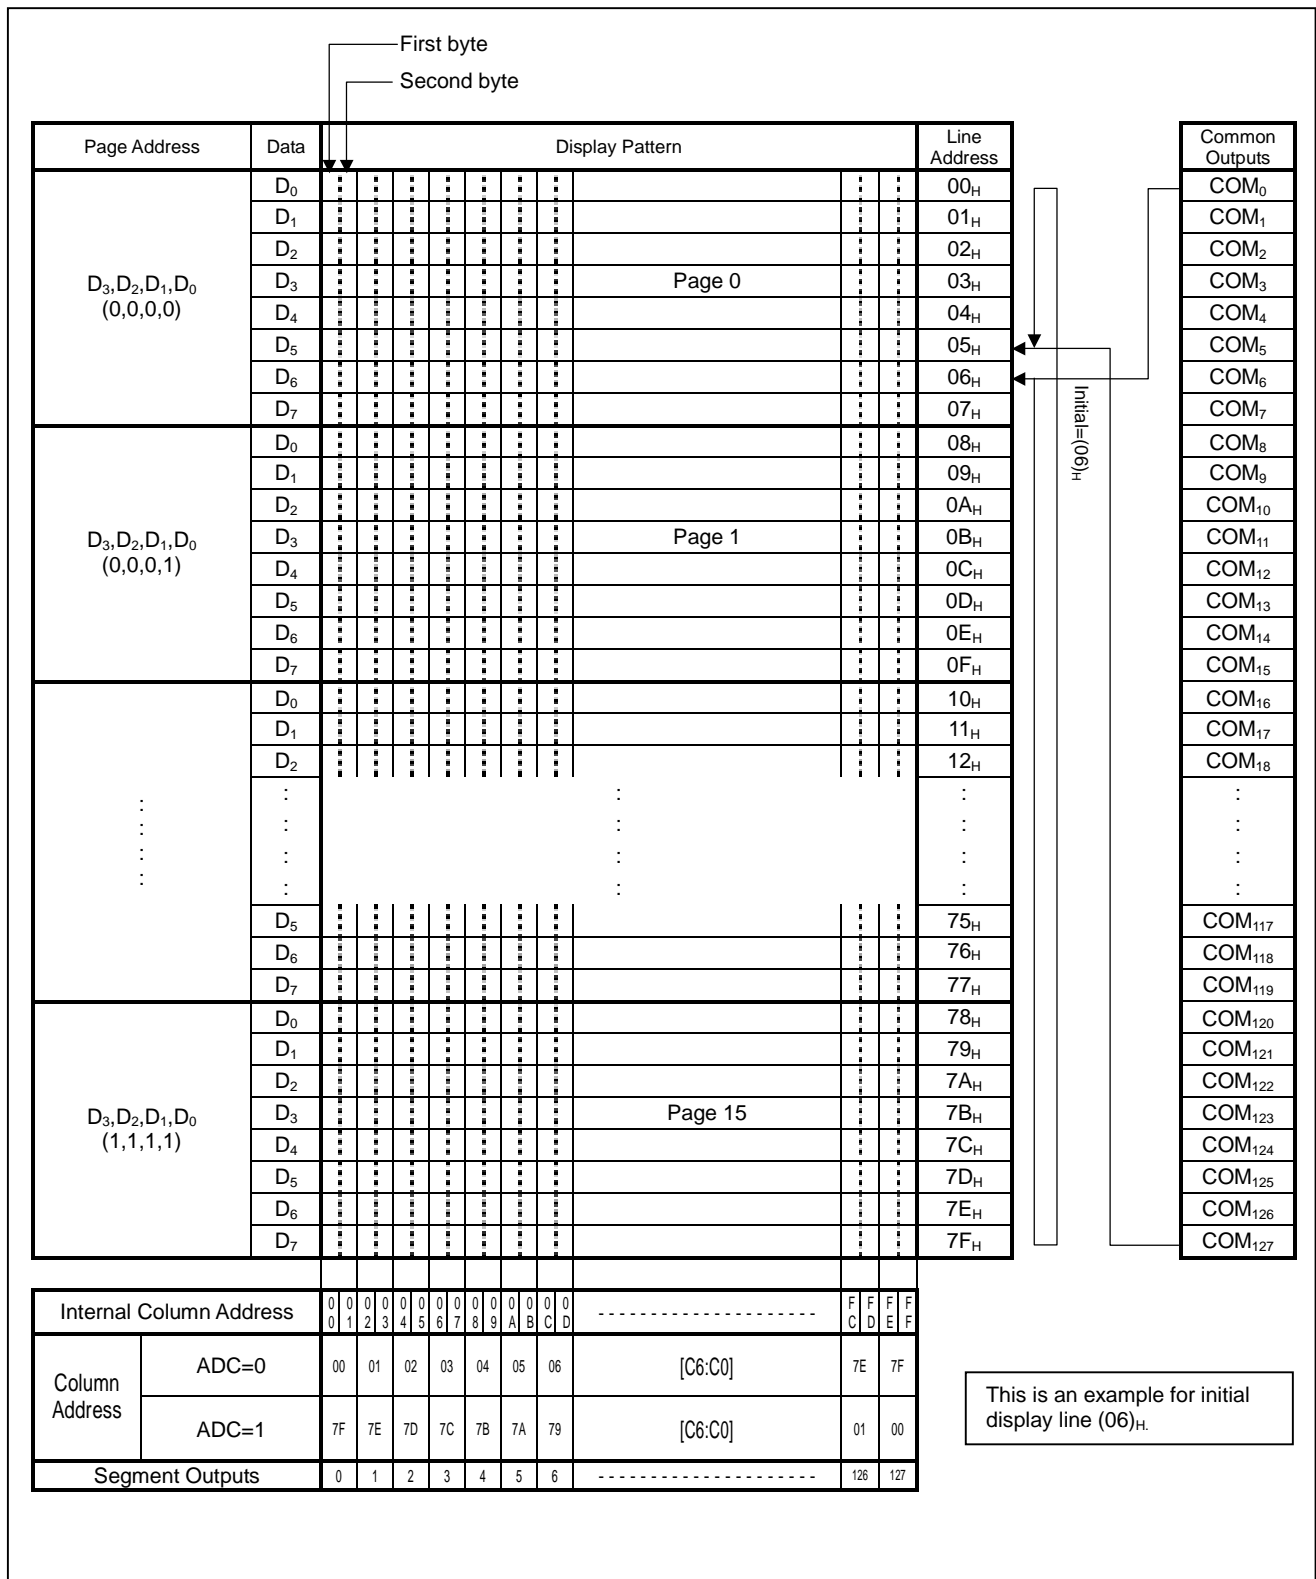 First byte
Second byte
Page Address Data Display Pattern Line Address Common Outputs
D0 00H COM0
D1 01H COM1
D2 02H COM2
D3,D2,D1,D0 (0,0,0,0) D3 Page 0 03H COM3
D4 04H COM4
D5 05H COM5
D6 06H COM6
D7 07H COM7
Initial=(06)H
D0 08H COM8
D1 09H COM9
D2 0AH COM10
D3,D2,D1,D0 (0,0,0,1) D3 Page 1 0BH COM11
D4 0CH COM12
D5 0DH COM13
D6 0EH COM14
D7 0FH COM15
D0 10H COM16
D1 11H COM17
D2 12H COM18
: : : : :
: : : : :
: : : : :
: : : : :
D5 75H COM117
D6 76H COM118
D7 77H COM119
D0 78H COM120
D1 79H COM121
D2 7AH COM122
D3,D2,D1,D0 (1,1,1,1) D3 Page 15 7BH COM123
D4 7CH COM124
D5 7DH COM125
D6 7EH COM126
D7 7FH COM127
Internal Column Address 00 01 02 03 04 05 06 07 08 09 0A 0B 0C 0D --------------------- FC FD FE FF
Column Address ADC=0 00 01 02 03 04 05 06 [C6:C0] 7E 7F
ADC=1 7F 7E 7D 7C 7B 7A 79 [C6:C0] 01 00
Segment Outputs 0 1 2 3 4 5 6 --------------------- 126 127
This is an example for initial
display line (06)H.